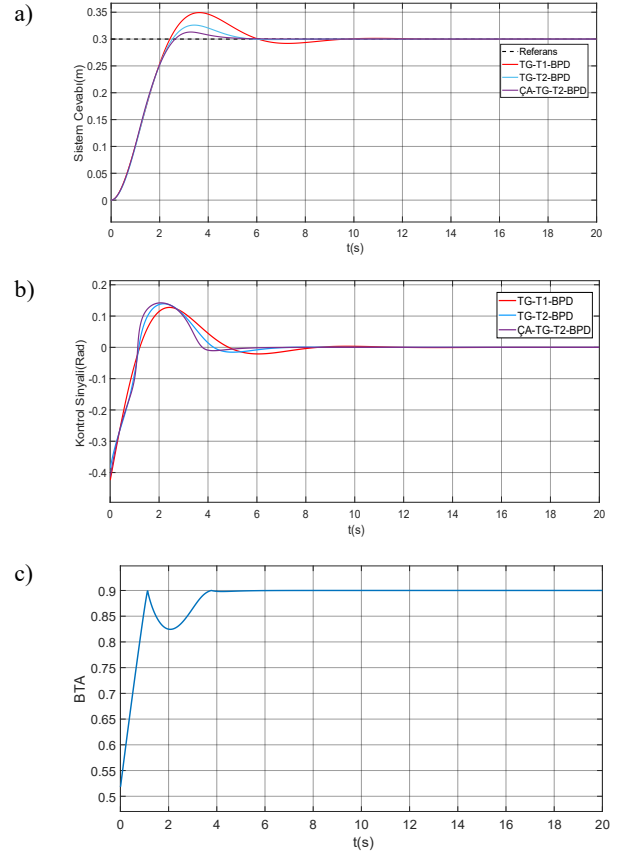 a)
0.35
0.3
0.25
0.2
0.15
0.1
0.05
0
Sistem Cevabı(m)
Referans
TG-T1-BPD
TG-T2-BPD
ÇA-TG-T2-BPD
0 2 4 6 8 10 12 14 16 18 20
t(s)
b)
0.2
0.1
0
-0.1
-0.2
-0.3
-0.4
Kontrol Sinyali(Rad)
TG-T1-BPD
TG-T2-BPD
ÇA-TG-T2-BPD
0 2 4 6 8 10 12 14 16 18 20
t(s)
c)
0.9
0.85
0.8
0.75
0.7
0.65
0.6
0.55
0.5
BTA
0 2 4 6 8 10 12 14 16 18 20
t(s)